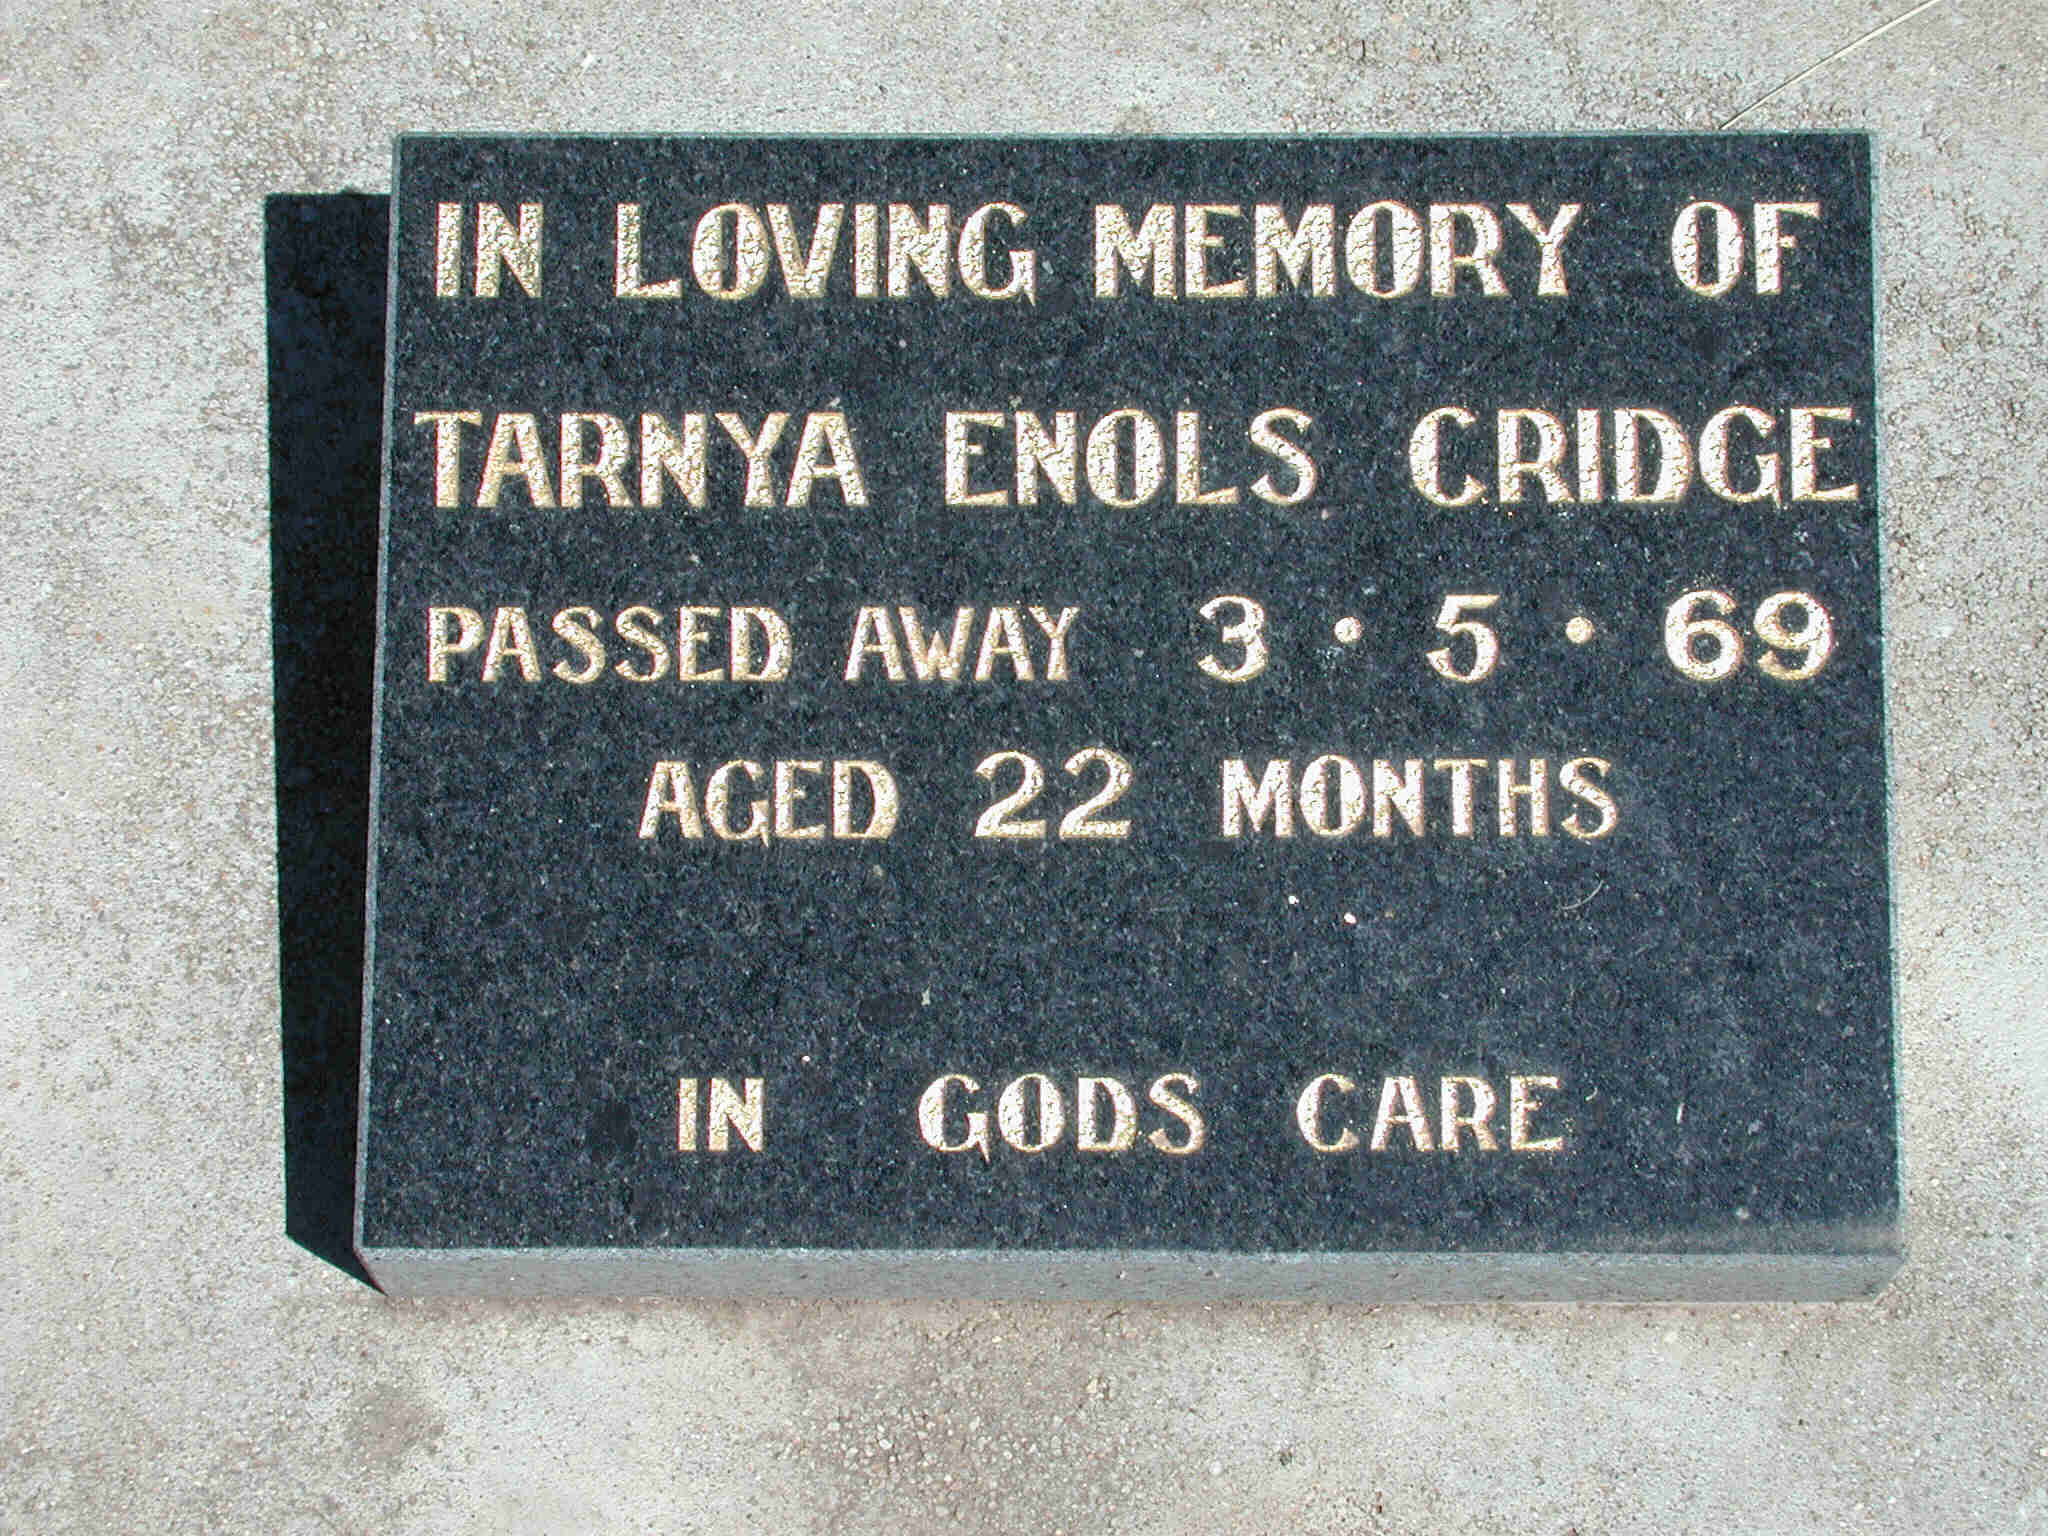 IN LOVING MEMORY OF
TARNYA ENOLS CRIDGE
PASSED AWAY 3·5·69
AGED 22 MONTHS
IN GODS CARE